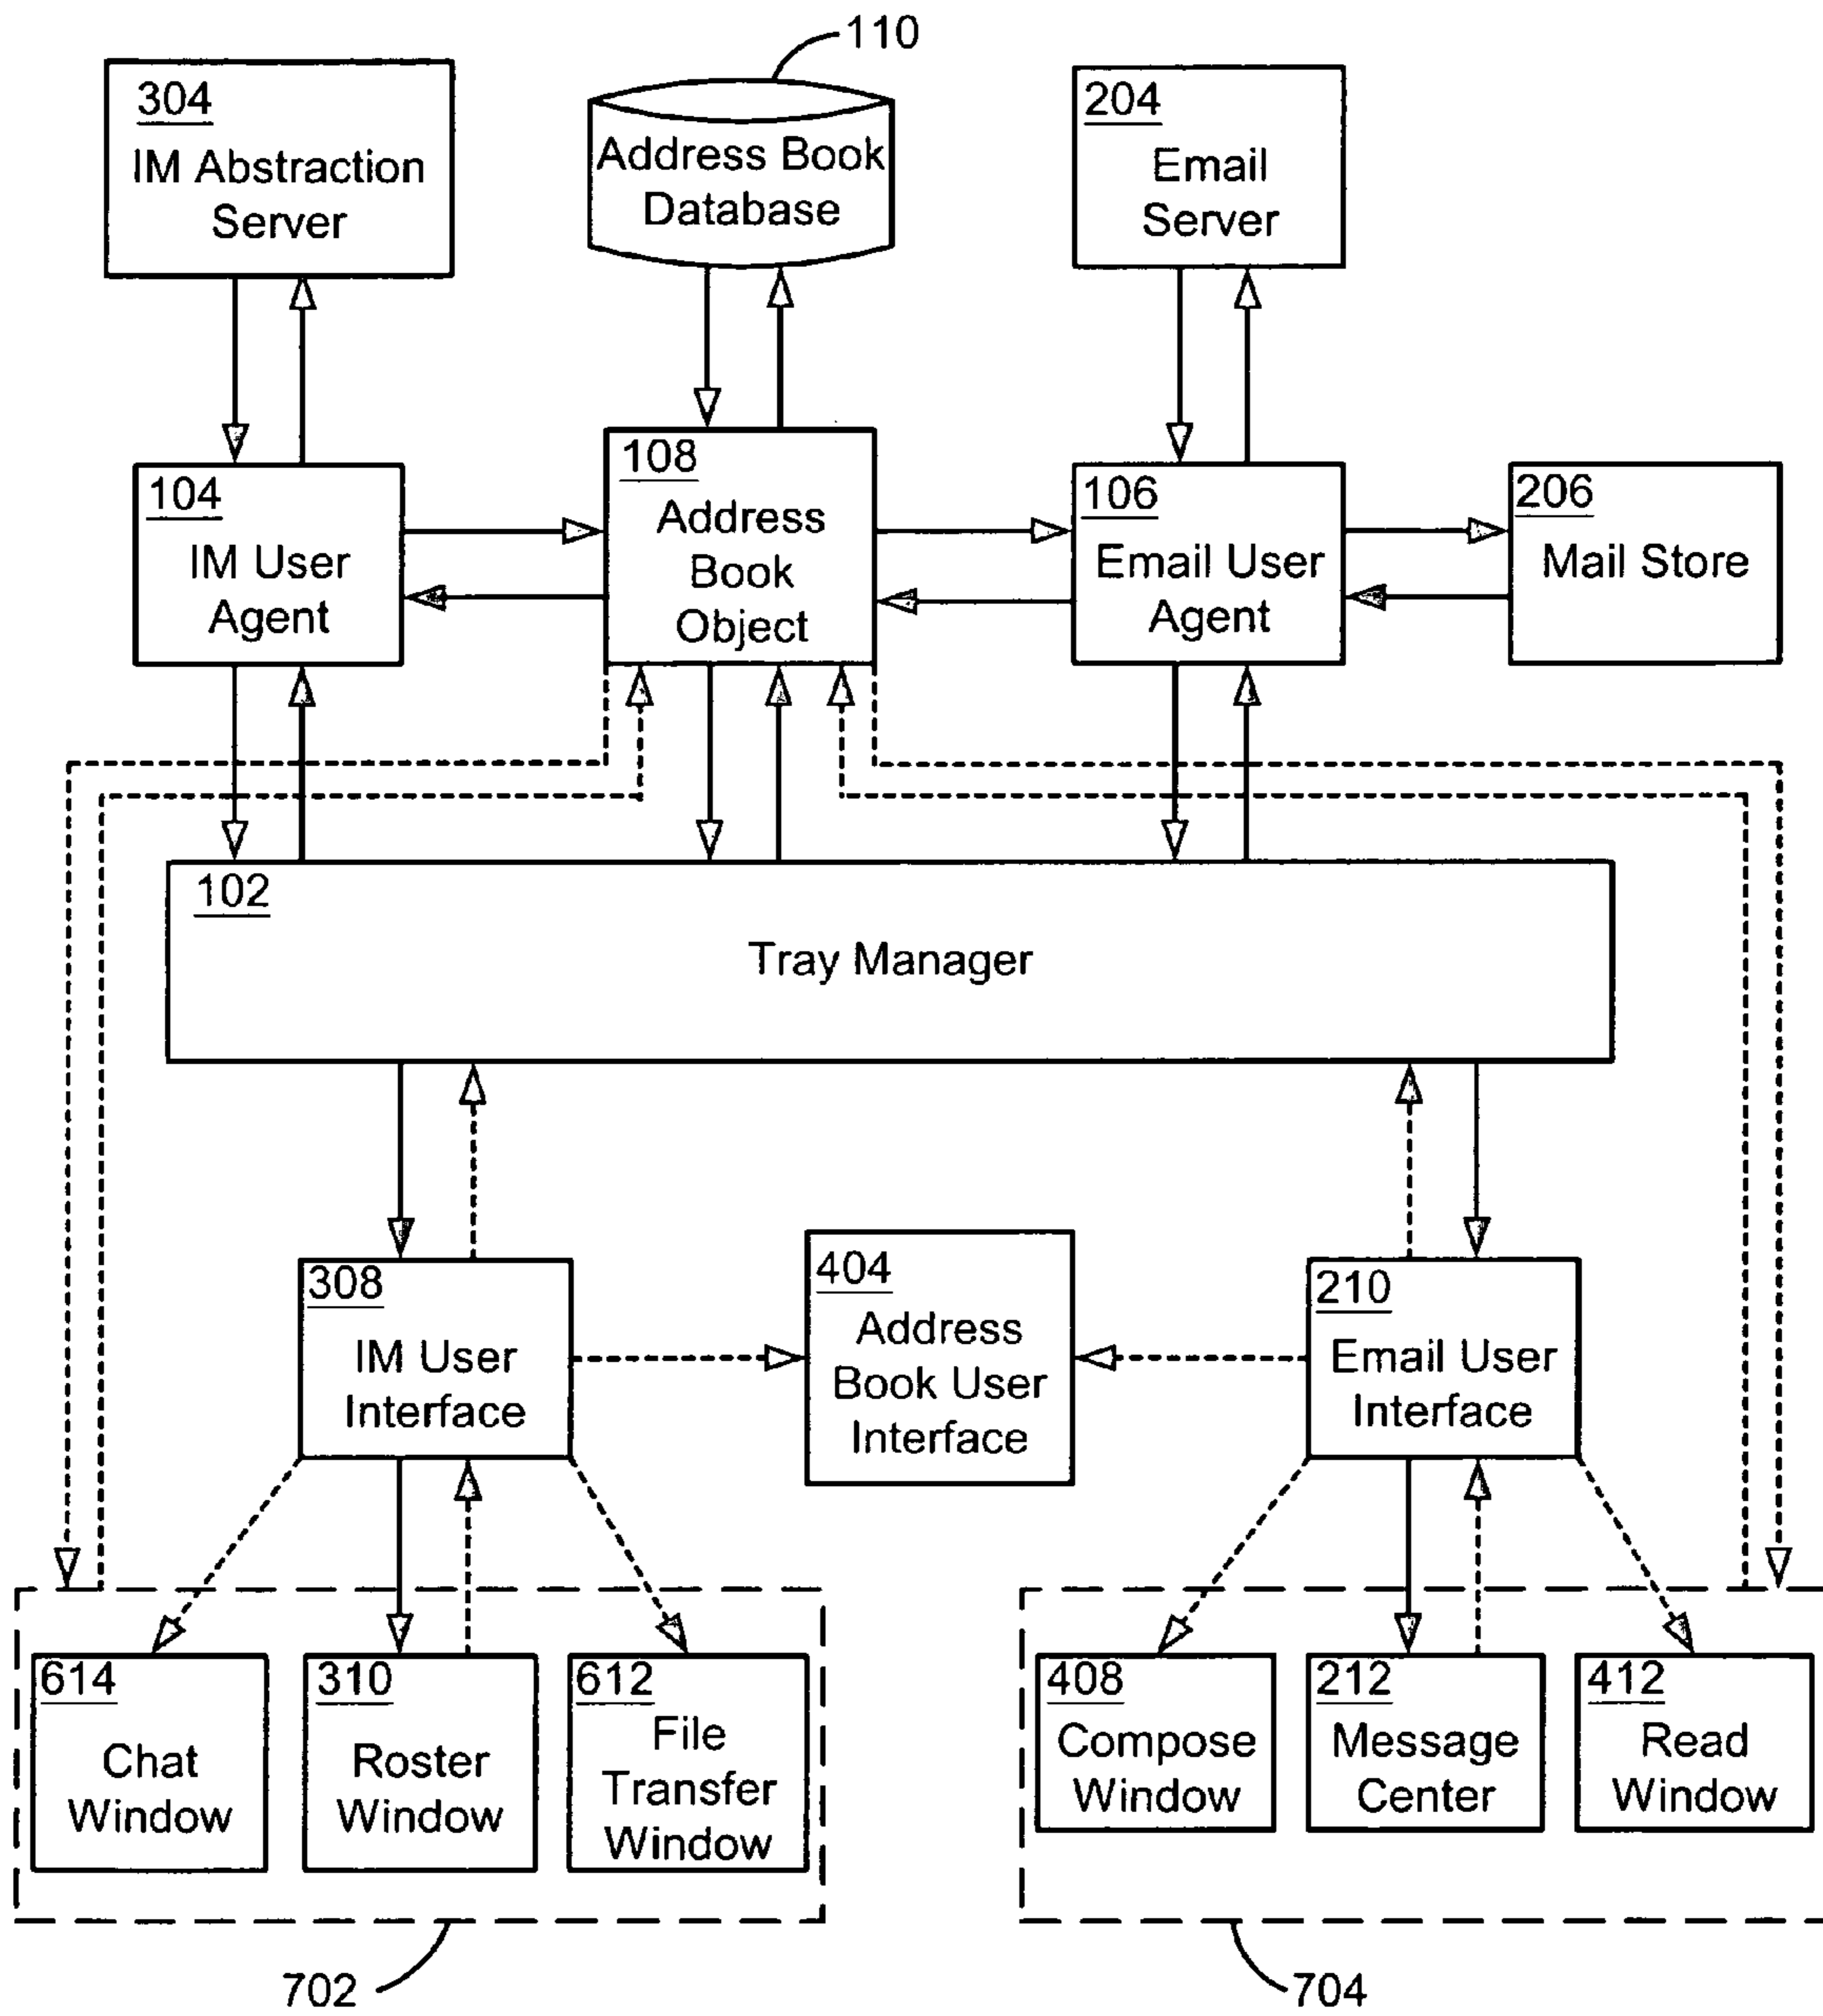 110
304
IM Abstraction
Server
Address Book
Database
204
Email
Server
104
IM User
Agent
108
Address
Book
Object
106
Email User
Agent
206
Mail Store
102
Tray Manager
308
IM User
Interface
404
Address
Book User
Interface
210
Email User
Interface
614
Chat
Window
310
Roster
Window
612
File
Transfer
Window
408
Compose
Window
212
Message
Center
412
Read
Window
702
704